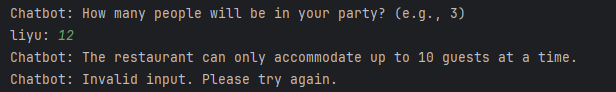 Chatbot: How many people will be in your party? (e.g., 3)
liyu: 12
Chatbot: The restaurant can only accommodate up to 10 guests at a time.
Chatbot: Invalid input. Please try again.